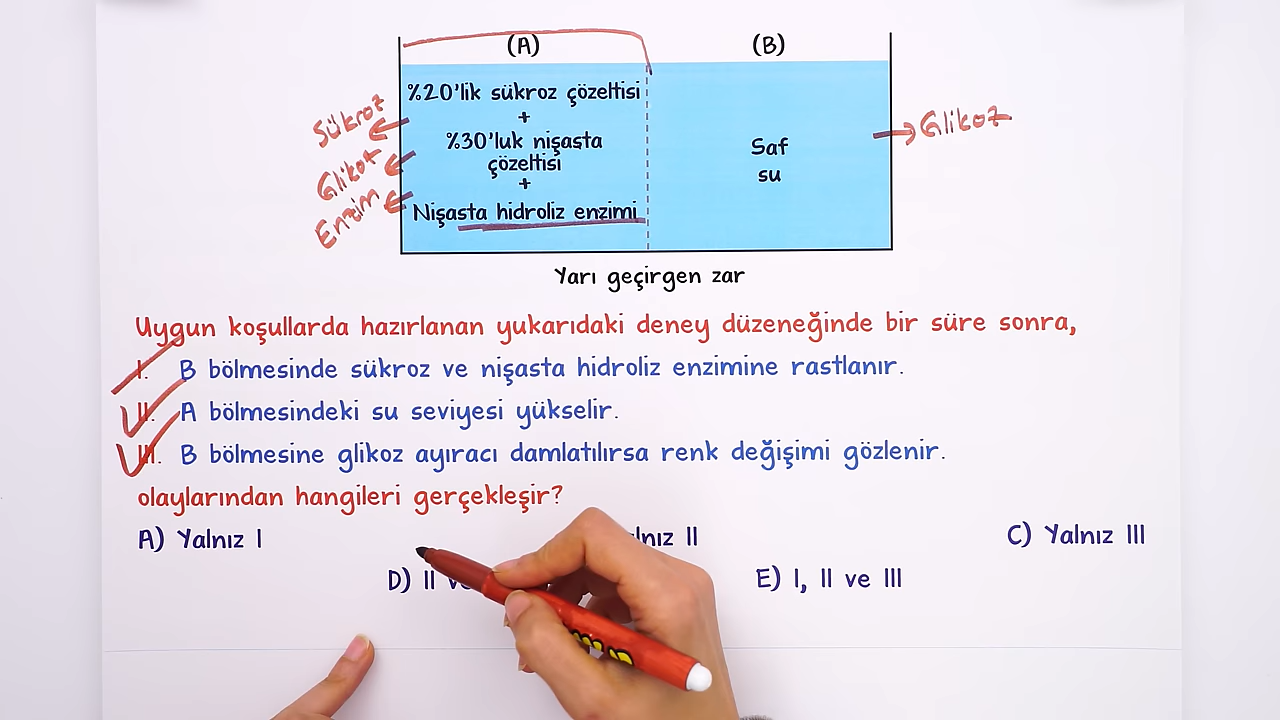 (A) (B)
%20'lik sükroz çözeltisi
+
%30'luk nişasta
çözeltisi
+
Nişasta hidroliz enzimi
Saf
su
Sükroz
Glikoz
Enzim
Glikoz
Yarı geçirgen zar
Uygun koşullarda hazırlanan yukarıdaki deney düzeneğinde bir süre sonra,
I. B bölmesinde sükroz ve nişasta hidroliz enzimine rastlanır.
II. A bölmesindeki su seviyesi yükselir.
III. B bölmesine glikoz ayıracı damlatılırsa renk değişimi gözlenir.
olaylarından hangileri gerçekleşir?
A) Yalnız I II C) Yalnız III
D) II E) I, II ve III